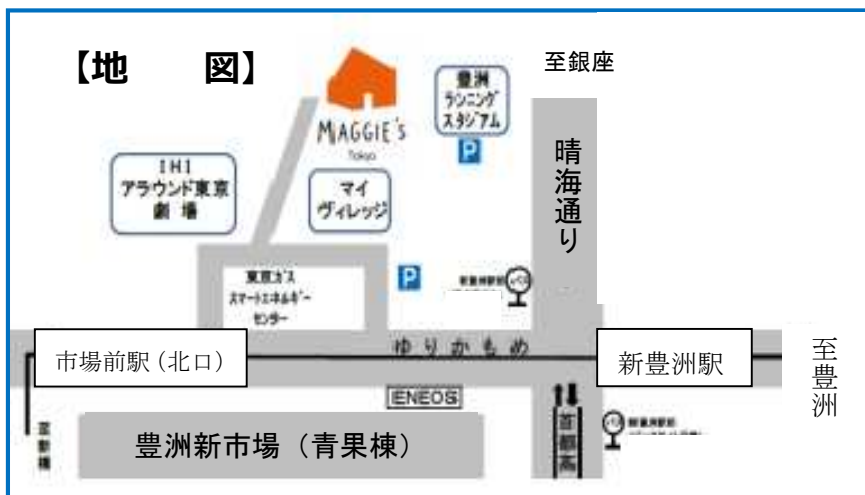 【地　　図】
至銀座
MAGGIE's
Tokyo
豊洲
ランニング
スタジアム
P
IHI
アラウンド東京
劇場
マイ
ヴィレッジ
晴海通り
東京ガス
スマートエネルギー
センター
P
ゆりかもめ
市場前駅（北口）
新豊洲駅
至豊洲
ENEOS
至新橋
豊洲新市場（青果棟）
首都高